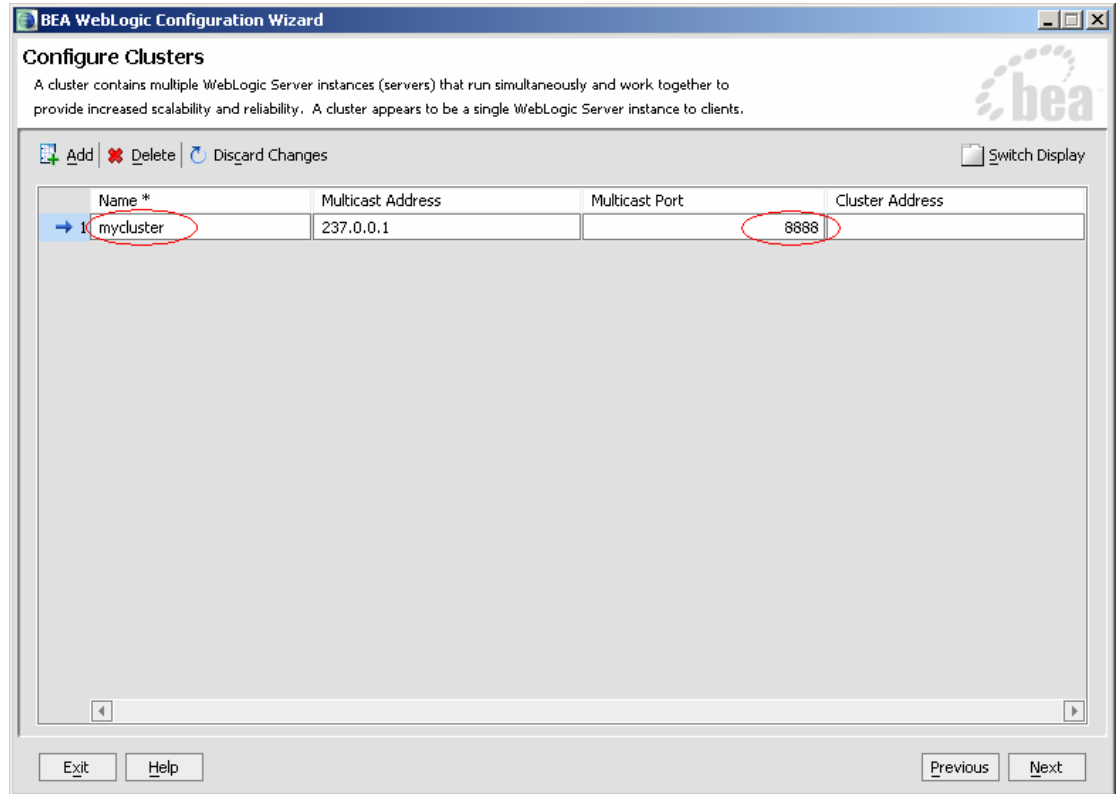 BEA WebLogic Configuration Wizard
Configure Clusters
A cluster contains multiple WebLogic Server instances (servers) that run simultaneously and work together to
provide increased scalability and reliability. A cluster appears to be a single WebLogic Server instance to clients.
bea
Add Delete Discard Changes Switch Display
Name * Multicast Address Multicast Port Cluster Address
1 mycluster 237.0.0.1 8888
Exit Help Previous Next